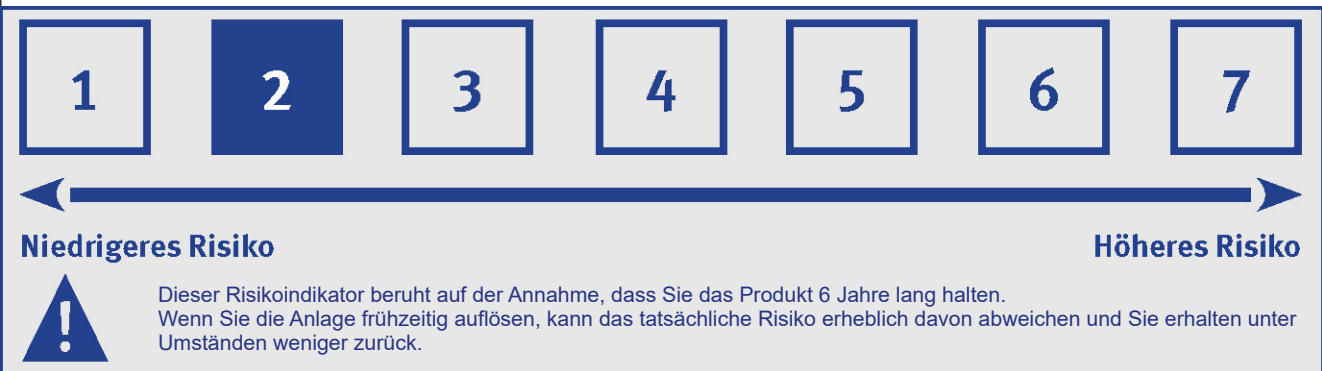 1 2 3 4 5 6 7
Niedrigeres Risiko Höheres Risiko
!
Dieser Risikoindikator beruht auf der Annahme, dass Sie das Produkt 6 Jahre lang halten.
Wenn Sie die Anlage frühzeitig auflösen, kann das tatsächliche Risiko erheblich davon abweichen und Sie erhalten unter
Umständen weniger zurück.